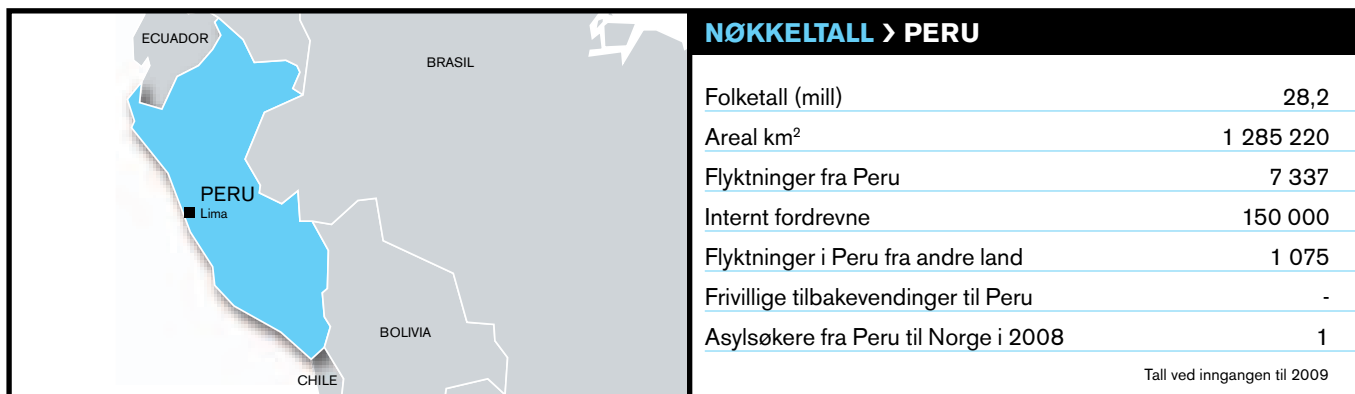 ECUADOR
BRASIL
PERU
Lima
BOLIVIA
CHILE
NØKKELTALL › PERU
Folketall (mill) 28,2
Areal km² 1 285 220
Flyktninger fra Peru 7 337
Internt fordrevne 150 000
Flyktninger i Peru fra andre land 1 075
Frivillige tilbakevendinger til Peru -
Asylsøkere fra Peru til Norge i 2008 1
Tall ved inngangen til 2009